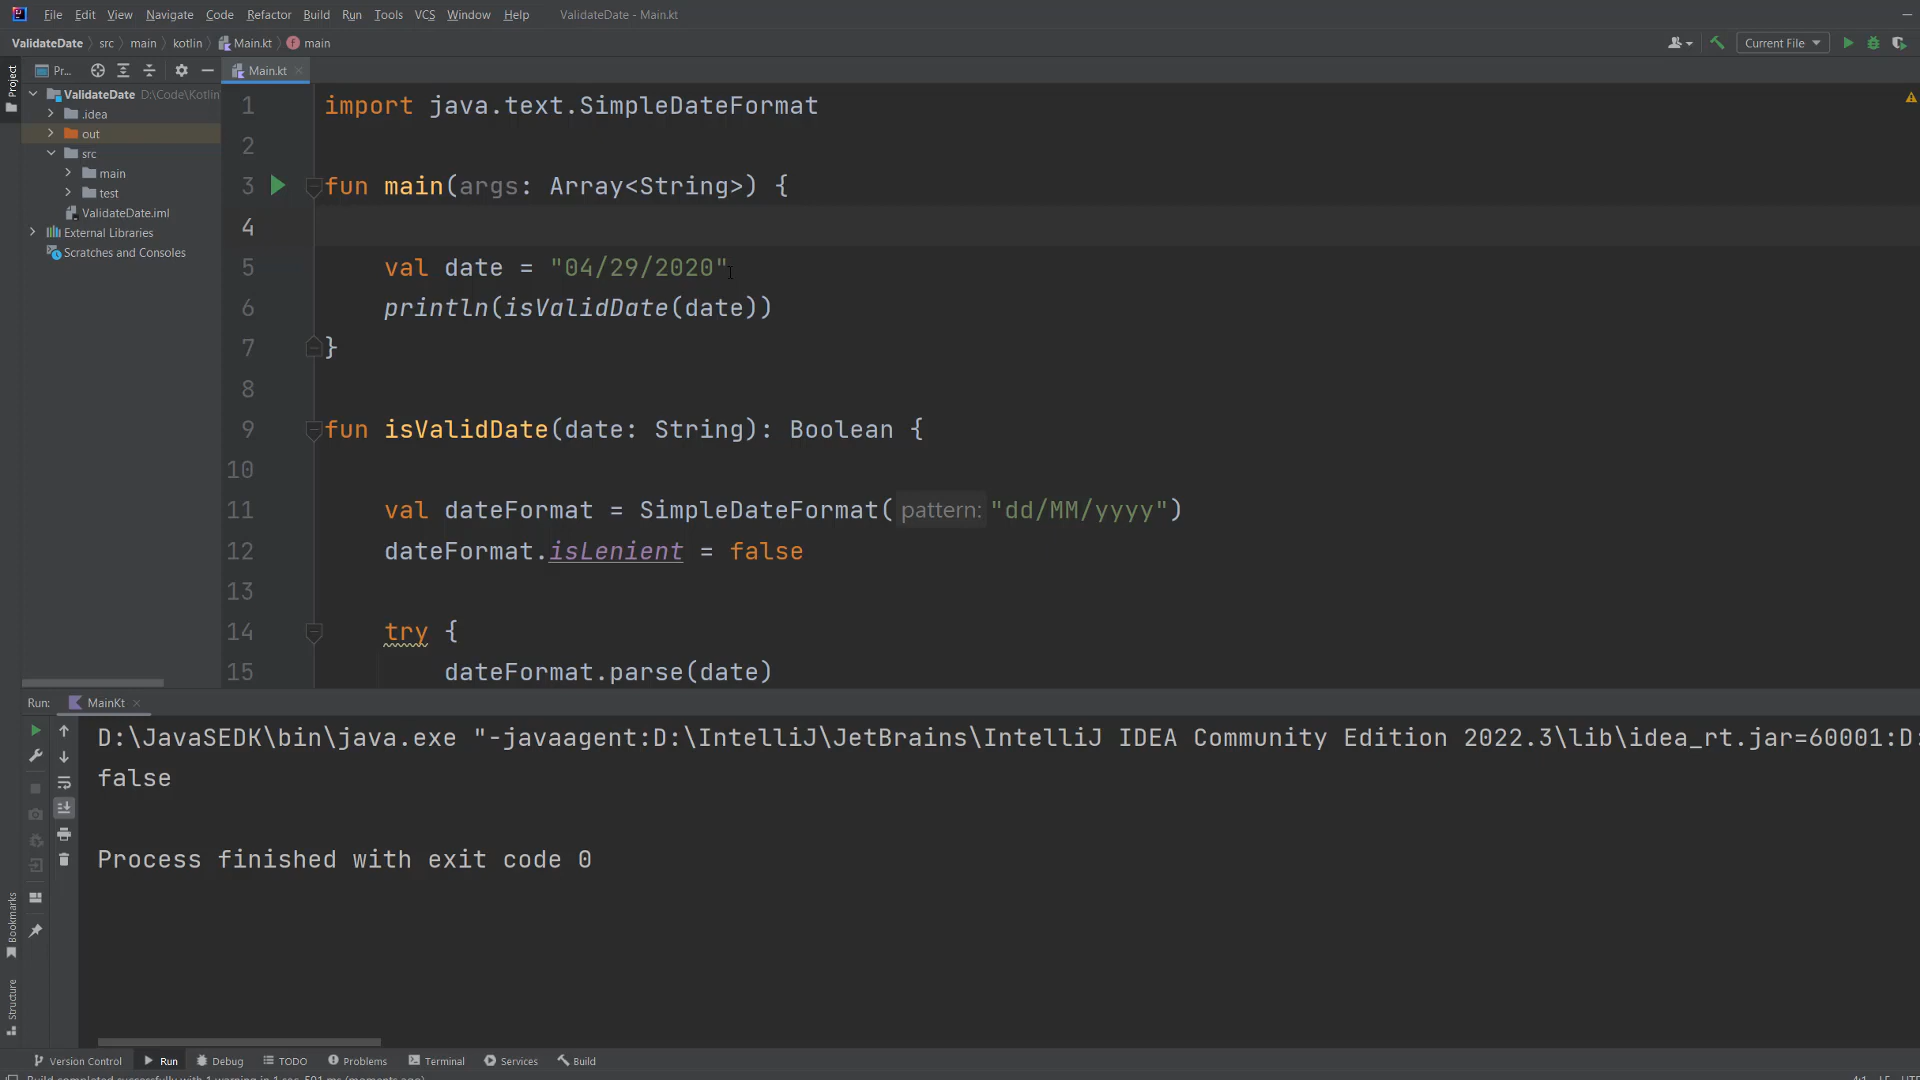 File Edit View Navigate Code Refactor Build Run Tools VCS Window Help ValidateDate - Main.kt
ValidateDate src main kotlin Main.kt main Current File
Project
Pr... Main.kt
ValidateDate D:\Code\Kotlin
.idea
out
src
main
test
ValidateDate.iml
External Libraries
Scratches and Consoles
1 import java.text.SimpleDateFormat
2
3 fun main(args: Array<String>) {
4
5 val date = "04/29/2020"
6 println(isValidDate(date))
7 }
8
9 fun isValidDate(date: String): Boolean {
10
11 val dateFormat = SimpleDateFormat( pattern: "dd/MM/yyyy")
12 dateFormat.isLenient = false
13
14 try {
15 dateFormat.parse(date)
Run: MainKt
D:\JavaSEDK\bin\java.exe "-javaagent:D:\IntelliJ\JetBrains\IntelliJ IDEA Community Edition 2022.3\lib\idea_rt.jar=60001:D:
false
Process finished with exit code 0
Bookmarks
Structure
Version Control Run Debug TODO Problems Terminal Services Build